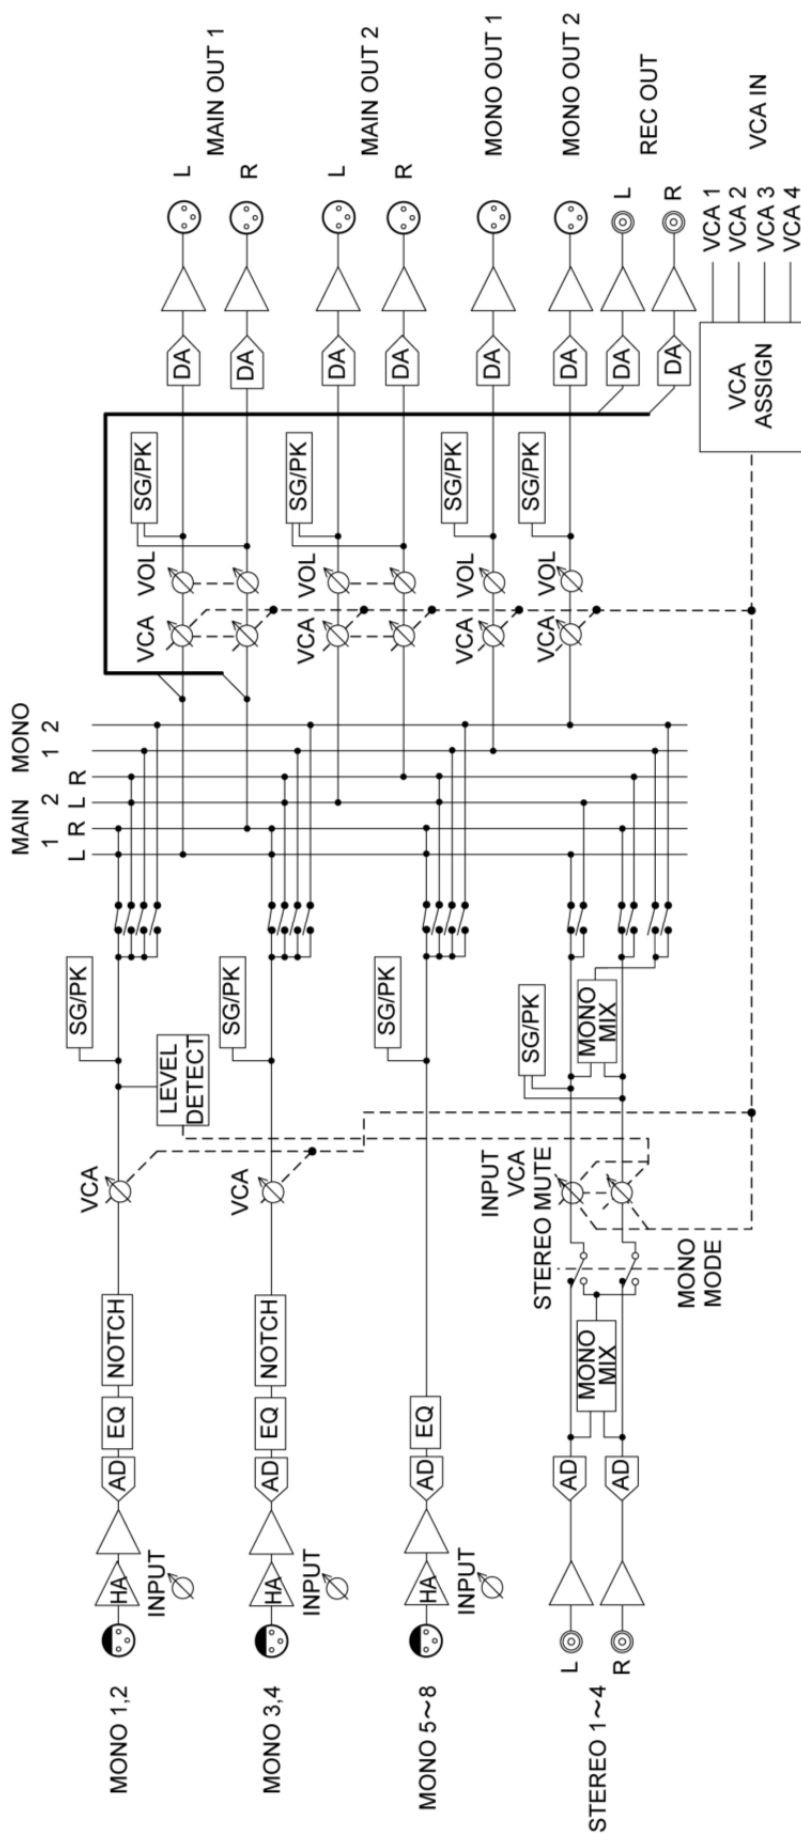 MONO 1,2
HA
INPUT
AD
EQ
NOTCH
VCA
LEVEL
DETECT
SG/PK
MONO 3,4
HA
INPUT
AD
EQ
NOTCH
VCA
SG/PK
MONO 5~8
HA
INPUT
AD
EQ
SG/PK
STEREO 1~4
L
R
AD
AD
MONO
MIX
STEREO MUTE
MONO
MODE
INPUT
VCA
SG/PK
MONO
MIX
MAIN
1
2
L
R
L
R
MONO
1
2
VCA
VOL
SG/PK
DA
DA
L
R
MAIN OUT 1
VCA
VOL
SG/PK
DA
DA
L
R
MAIN OUT 2
VCA
VOL
SG/PK
DA
MONO OUT 1
VCA
VOL
SG/PK
DA
MONO OUT 2
DA
DA
L
R
REC OUT
VCA
ASSIGN
VCA 1
VCA 2
VCA 3
VCA 4
VCA IN